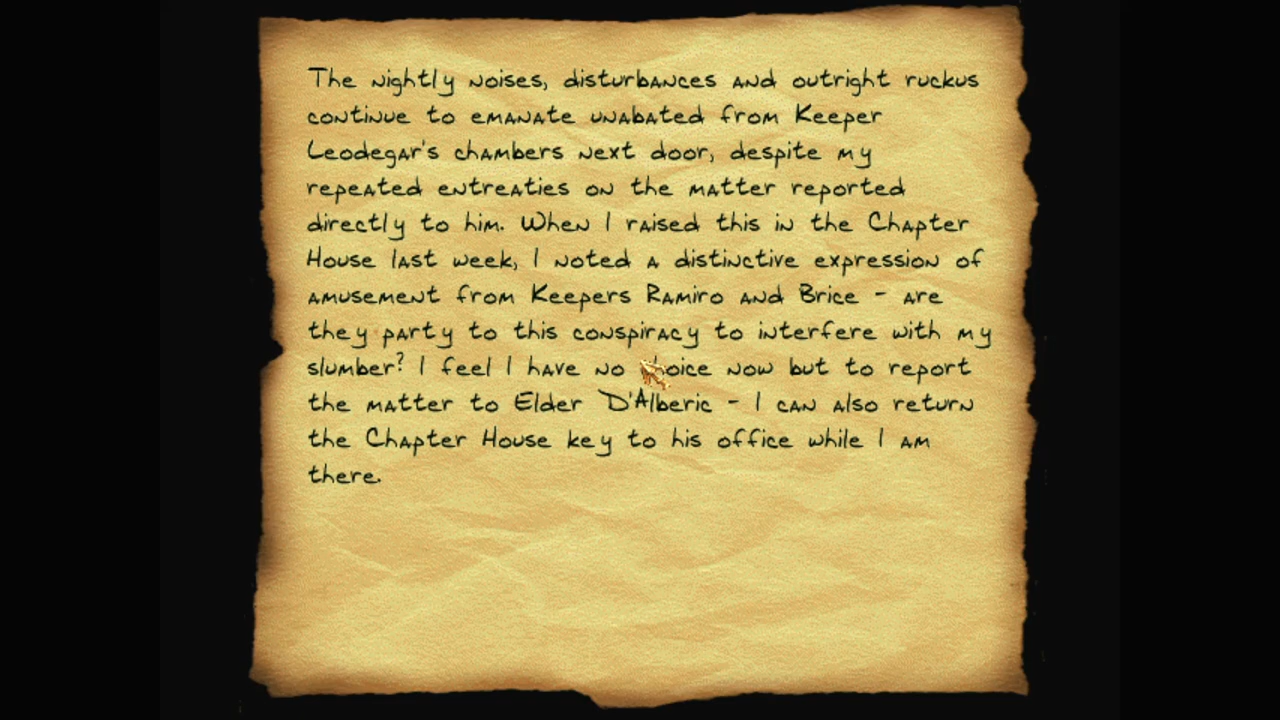 The nightly noises, disturbances and outright ruckus
continue to emanate unabated from Keeper
Leodegar's chambers next door, despite my
repeated entreaties on the matter reported
directly to him. When I raised this in the Chapter
House last week, I noted a distinctive expression of
amusement from Keepers Ramiro and Brice - are
they party to this conspiracy to interfere with my
slumber? I feel I have no choice now but to report
the matter to Elder D'Alberic - I can also return
the Chapter House key to his office while I am
there.